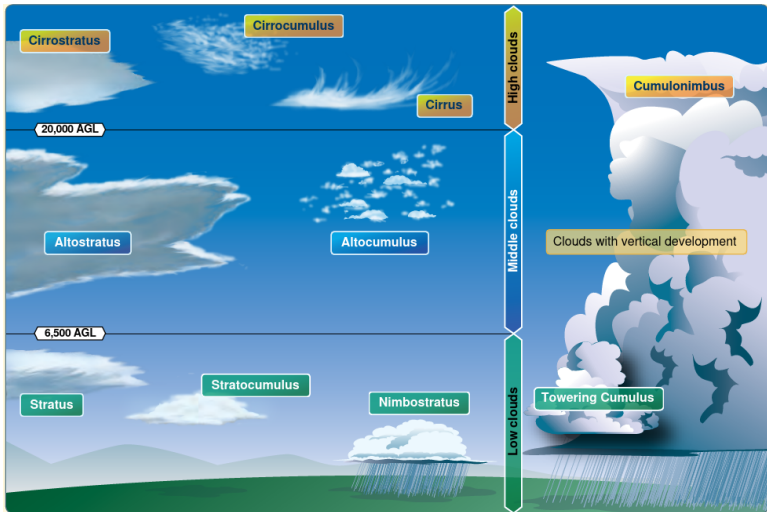 Cirrostratus
Cirrocumulus
Cirrus
High clouds
Cumulonimbus
20,000 AGL
Altostratus
Altocumulus
Middle clouds
Clouds with vertical development
6,500 AGL
Stratus
Stratocumulus
Nimbostratus
Low clouds
Towering Cumulus